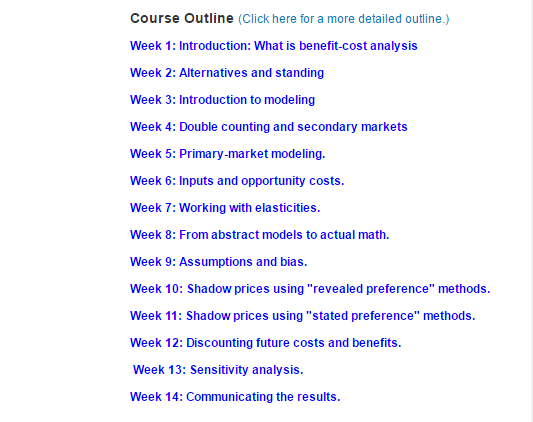 Course Outline (Click here for a more detailed outline.)
Week 1: Introduction: What is benefit-cost analysis
Week 2: Alternatives and standing
Week 3: Introduction to modeling
Week 4: Double counting and secondary markets
Week 5: Primary-market modeling.
Week 6: Inputs and opportunity costs.
Week 7: Working with elasticities.
Week 8: From abstract models to actual math.
Week 9: Assumptions and bias.
Week 10: Shadow prices using "revealed preference" methods.
Week 11: Shadow prices using "stated preference" methods.
Week 12: Discounting future costs and benefits.
Week 13: Sensitivity analysis.
Week 14: Communicating the results.